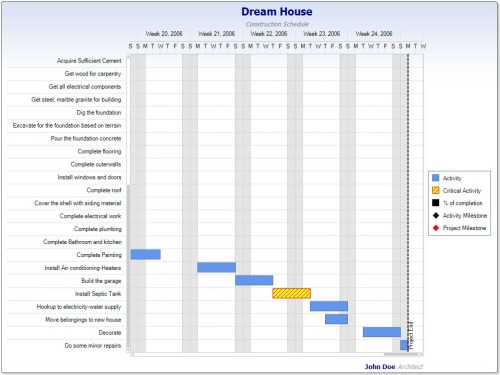 Dream House
Construction Schedule
Week 20, 2006 Week 21, 2006 Week 22, 2006 Week 23, 2006 Week 24, 2006
S S M T W T F S S M T W T F S S M T W T F S S M T W T F S S M T W T F S S M T W
Acquire Sufficient Cement
Get wood for carpentry
Get all electrical components
Get steel, marble granite for building
Dig the foundation
Excavate for the foundation based on terrain
Pour the foundation concrete
Complete flooring
Complete outerwalls
Install windows and doors
Complete roof
Cover the shell with siding material
Complete electrical work
Complete plumbing
Complete Bathroom and kitchen
Complete Painting
Install Air conditioning-Heaters
Build the garage
Install Septic Tank
Hookup to electricity-water supply
Move belongings to new house
Decorate
Do some minor repairs
Project End
Activity
Critical Activity
% of completion
Activity Milestone
Project Milestone
John Doe Architect